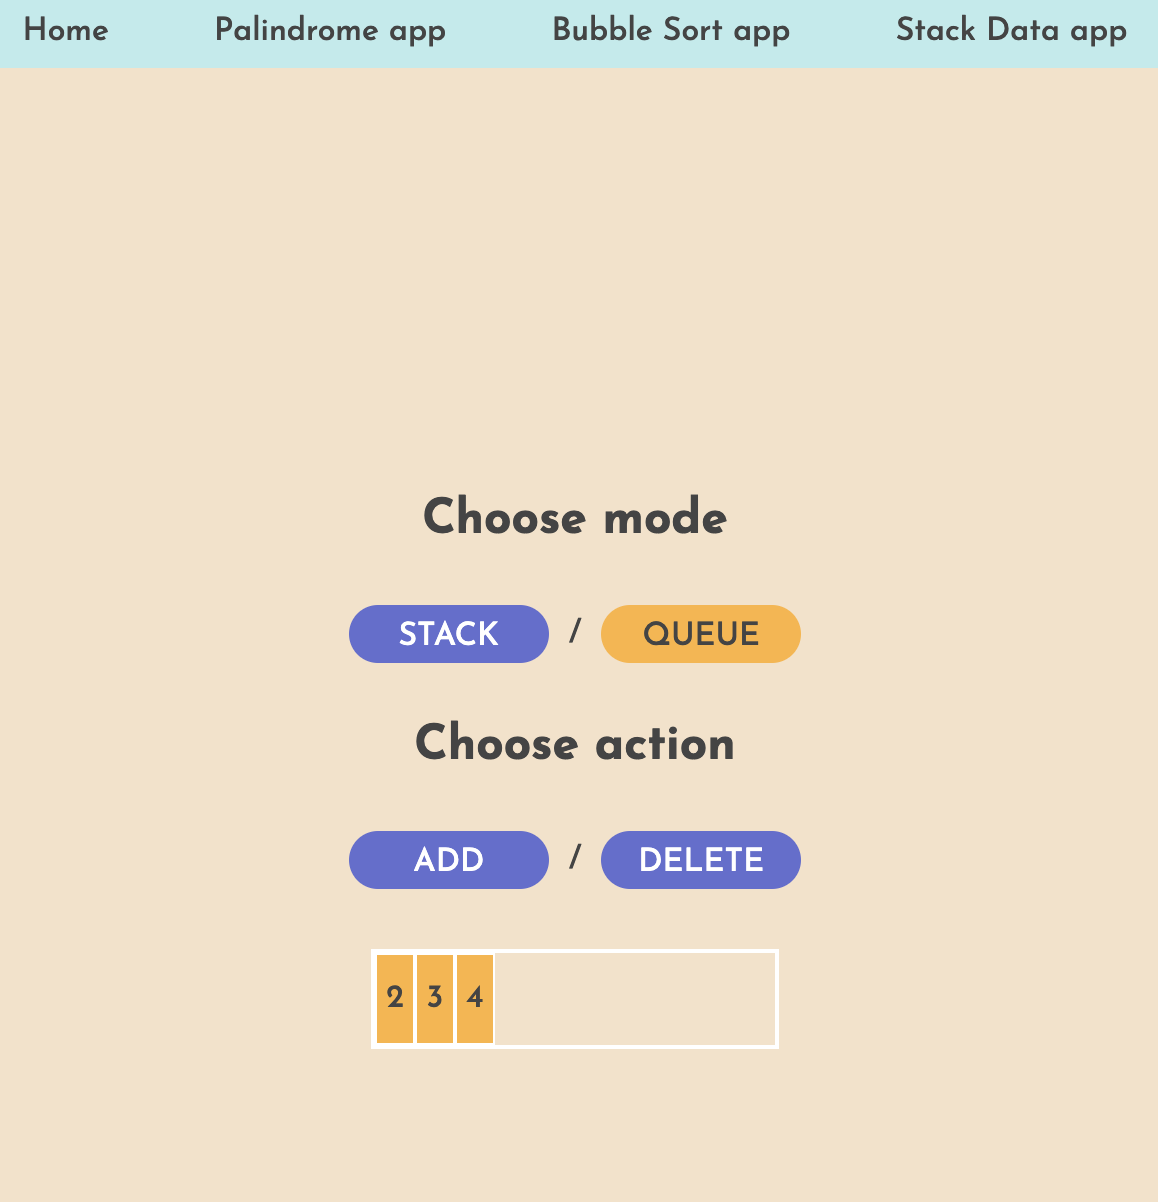 Home Palindrome app Bubble Sort app Stack Data app
Choose mode
STACK / QUEUE
Choose action
ADD / DELETE
2 3 4